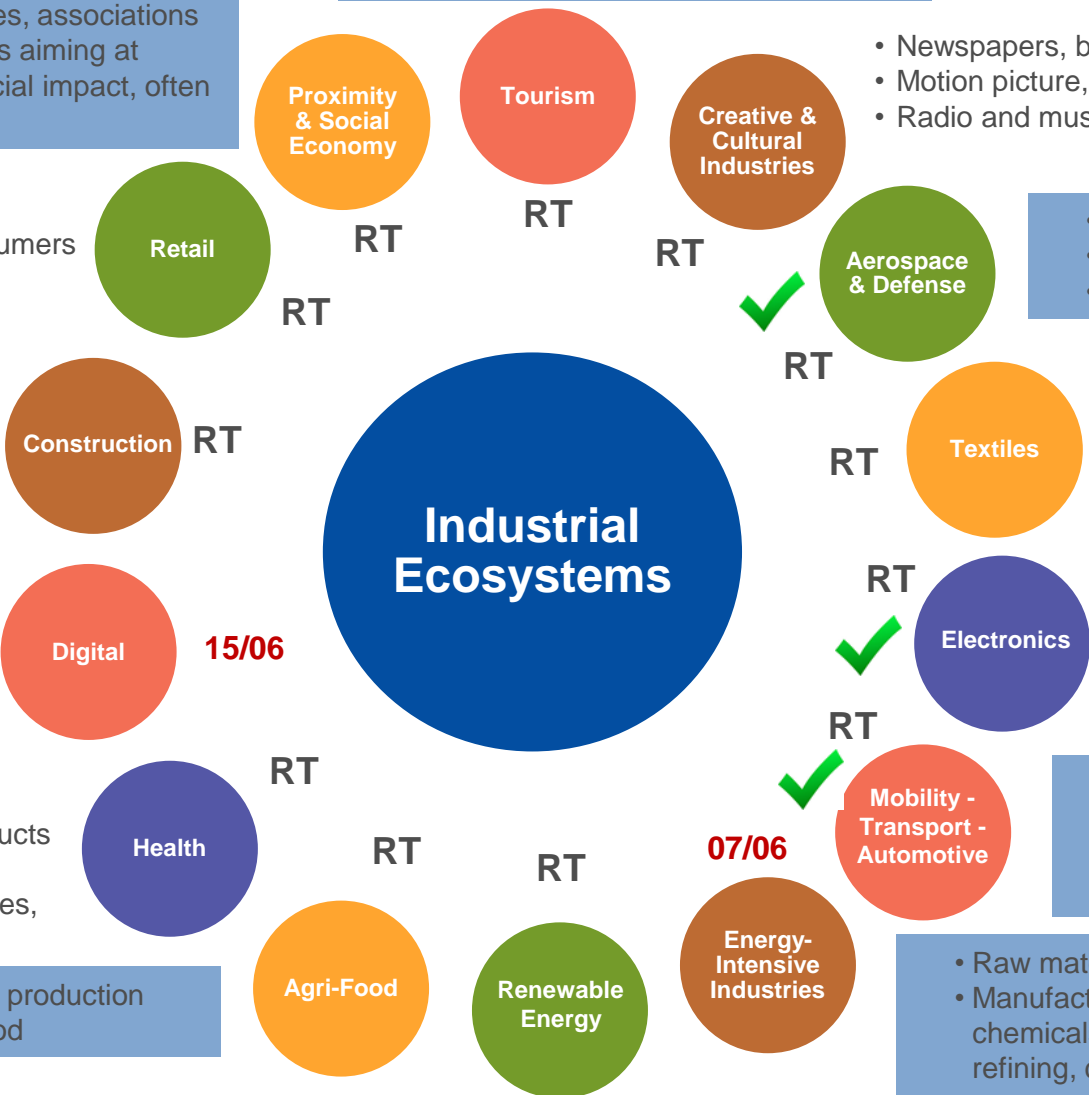 es, associations
s aiming at
cial impact, often
Proximity
& Social
Economy
RT
Tourism
RT
Creative &
Cultural
Industries
RT
• Newspapers, b
• Motion picture,
• Radio and mus
Aerospace
& Defense
RT
Textiles
RT
Electronics
RT
Mobility -
Transport -
Automotive
RT
Energy-
Intensive
Industries
07/06
• Raw mat
• Manufact
chemical
refining, c
Renewable
Energy
RT
Agri-Food
RT
production
od
Health
RT
ucts
es,
Digital
15/06
Construction
RT
Retail
RT
umers
Industrial
Ecosystems